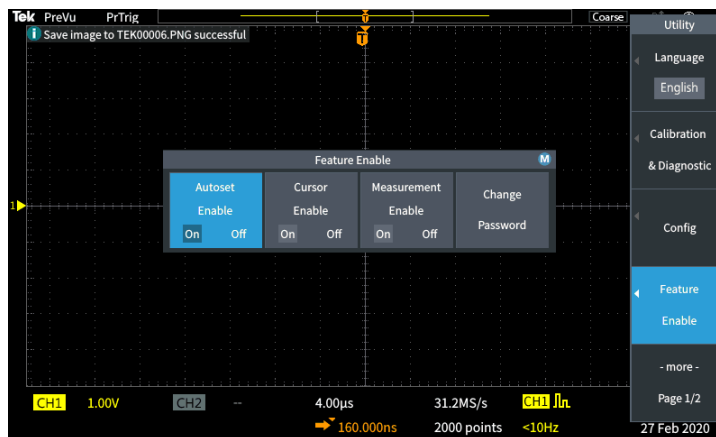 Tek PreVu PrTrig Coarse
Save image to TEK00006.PNG successful
Utility
Language
English
Calibration
& Diagnostic
Config
Feature
Enable
- more -
Page 1/2
Feature Enable M
Autoset
Enable
On Off
Cursor
Enable
On Off
Measurement
Enable
On Off
Change
Password
1
CH1 1.00V CH2 -- 4.00µs 31.2MS/s CH1
160.000ns 2000 points <10Hz 27 Feb 2020